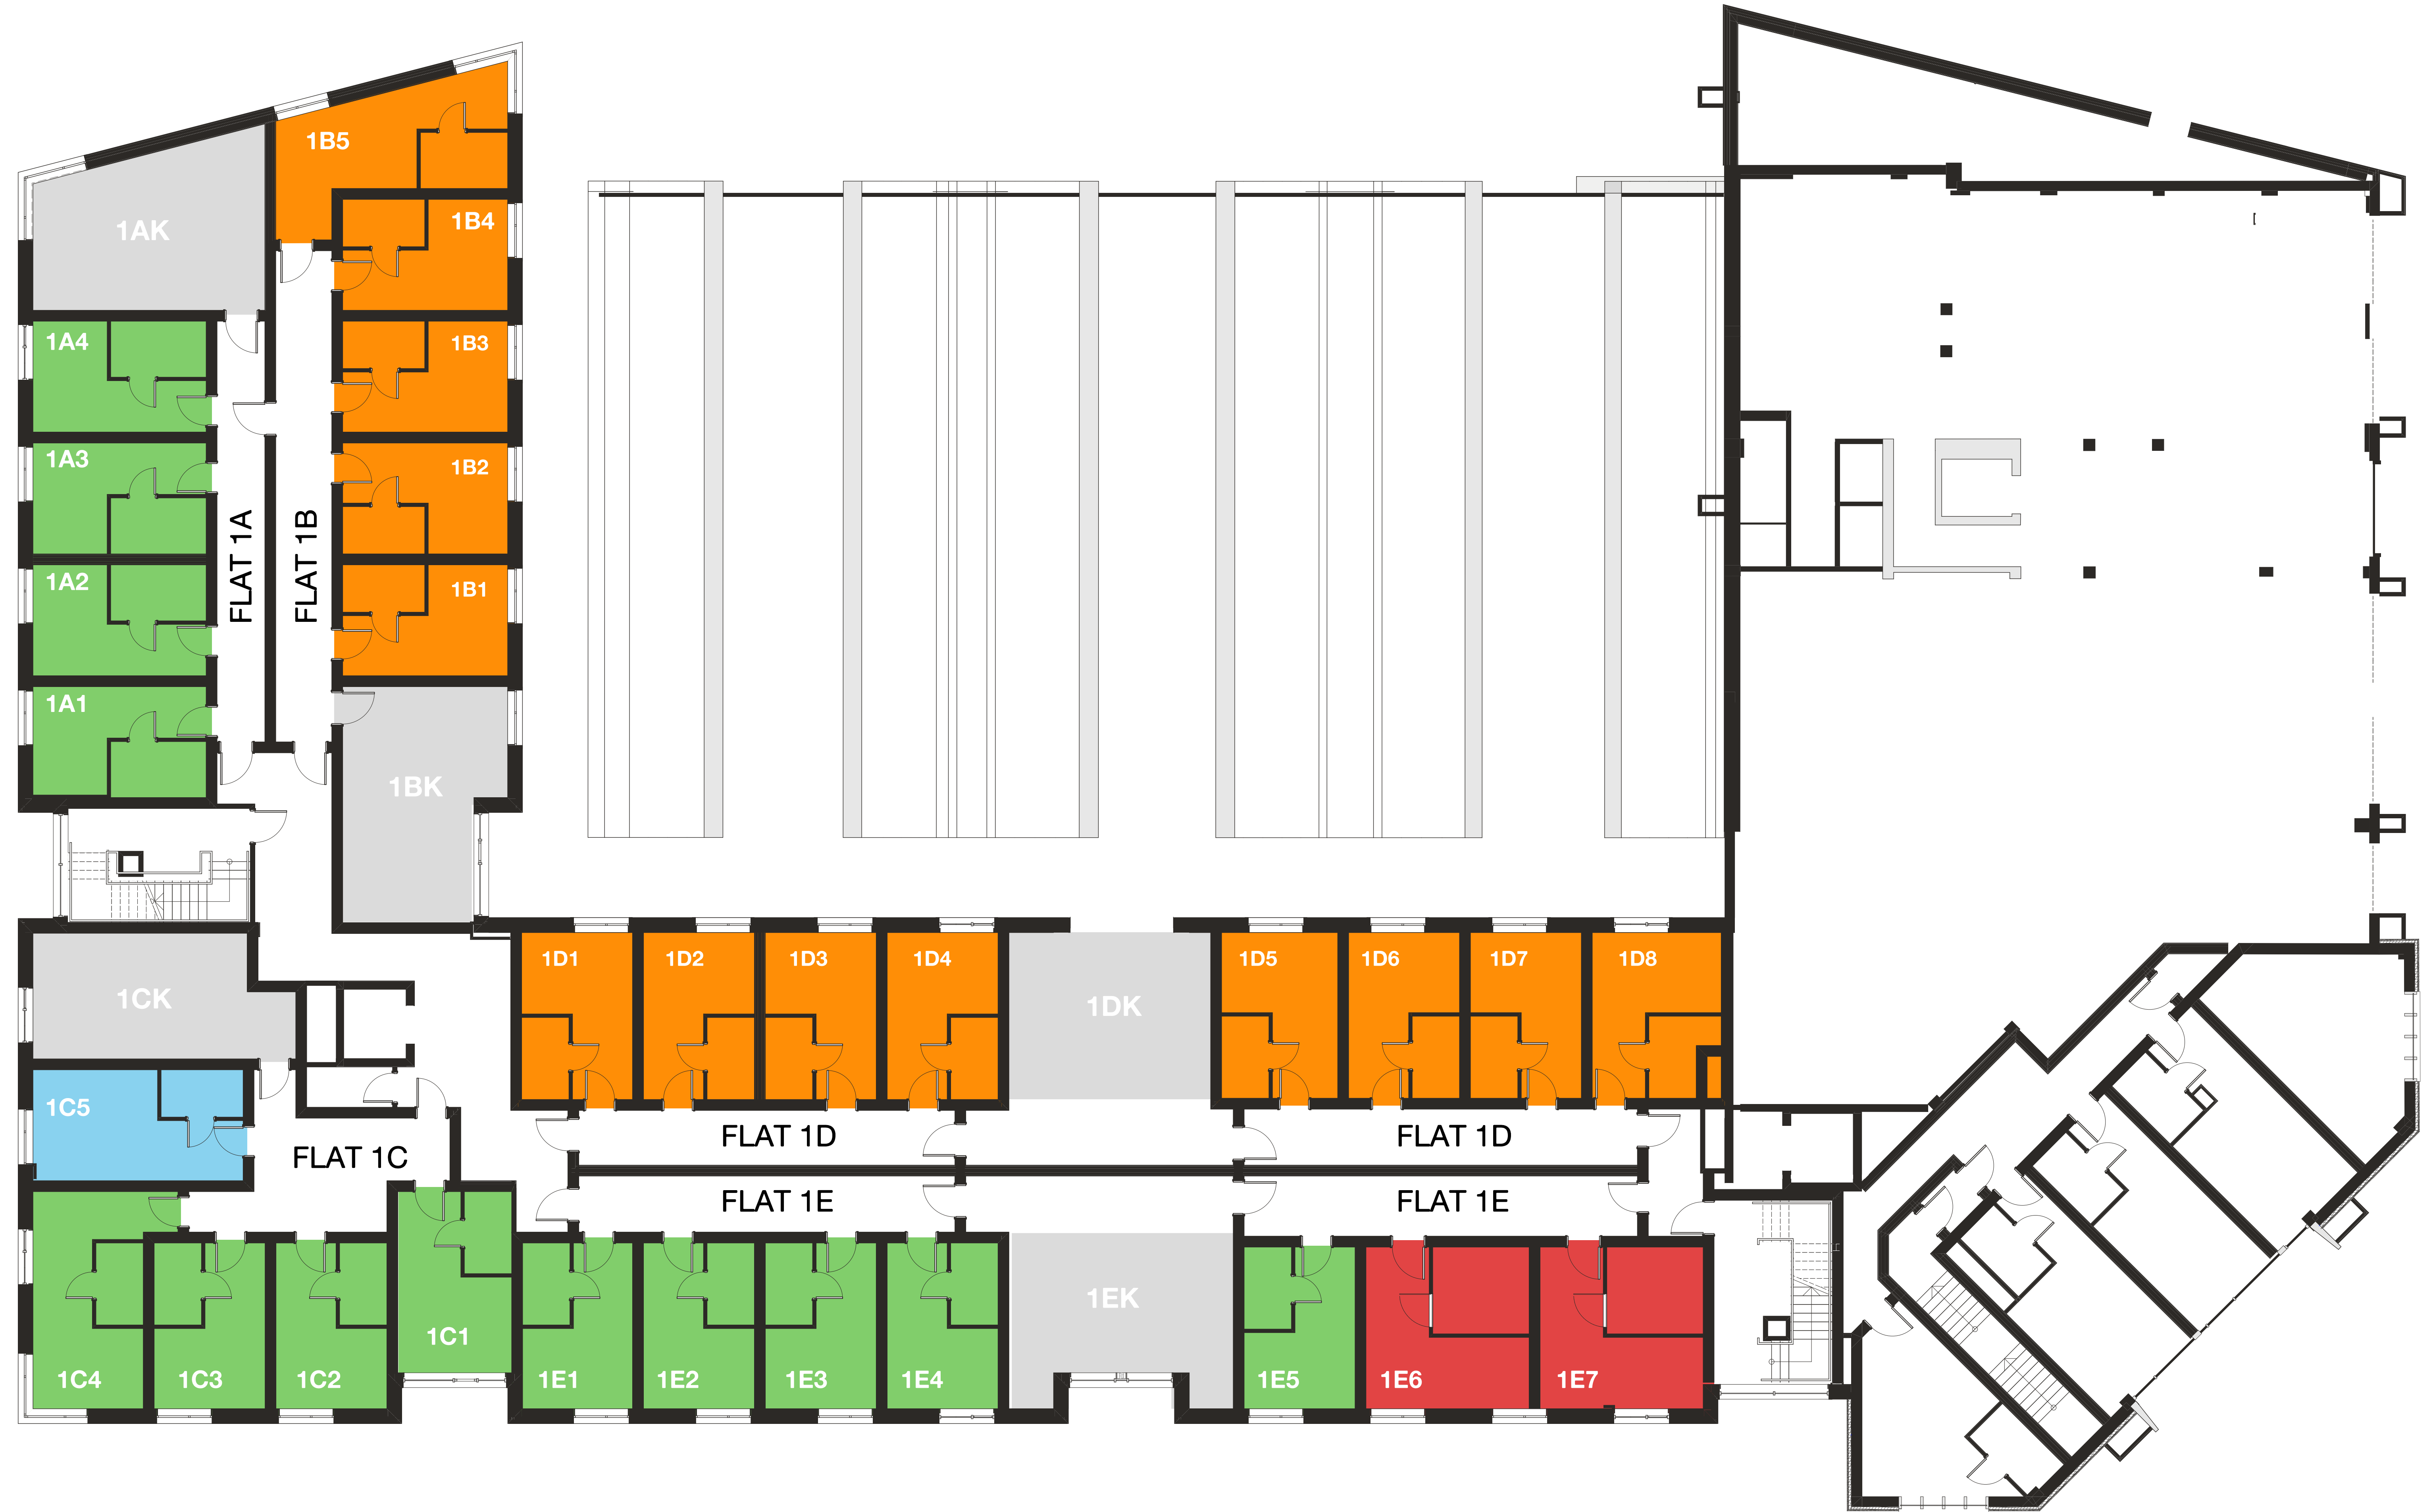 1B5
1B4
1AK
1A4
1B3
1A3
1B2
FLAT 1A
FLAT 1B
1A2
1B1
1A1
1BK
1CK
1D1
1D2
1D3
1D4
1DK
1D5
1D6
1D7
1D8
1C5
FLAT 1C
FLAT 1D
FLAT 1D
FLAT 1E
FLAT 1E
1EK
1C1
1C4
1C3
1C2
1E1
1E2
1E3
1E4
1E5
1E6
1E7